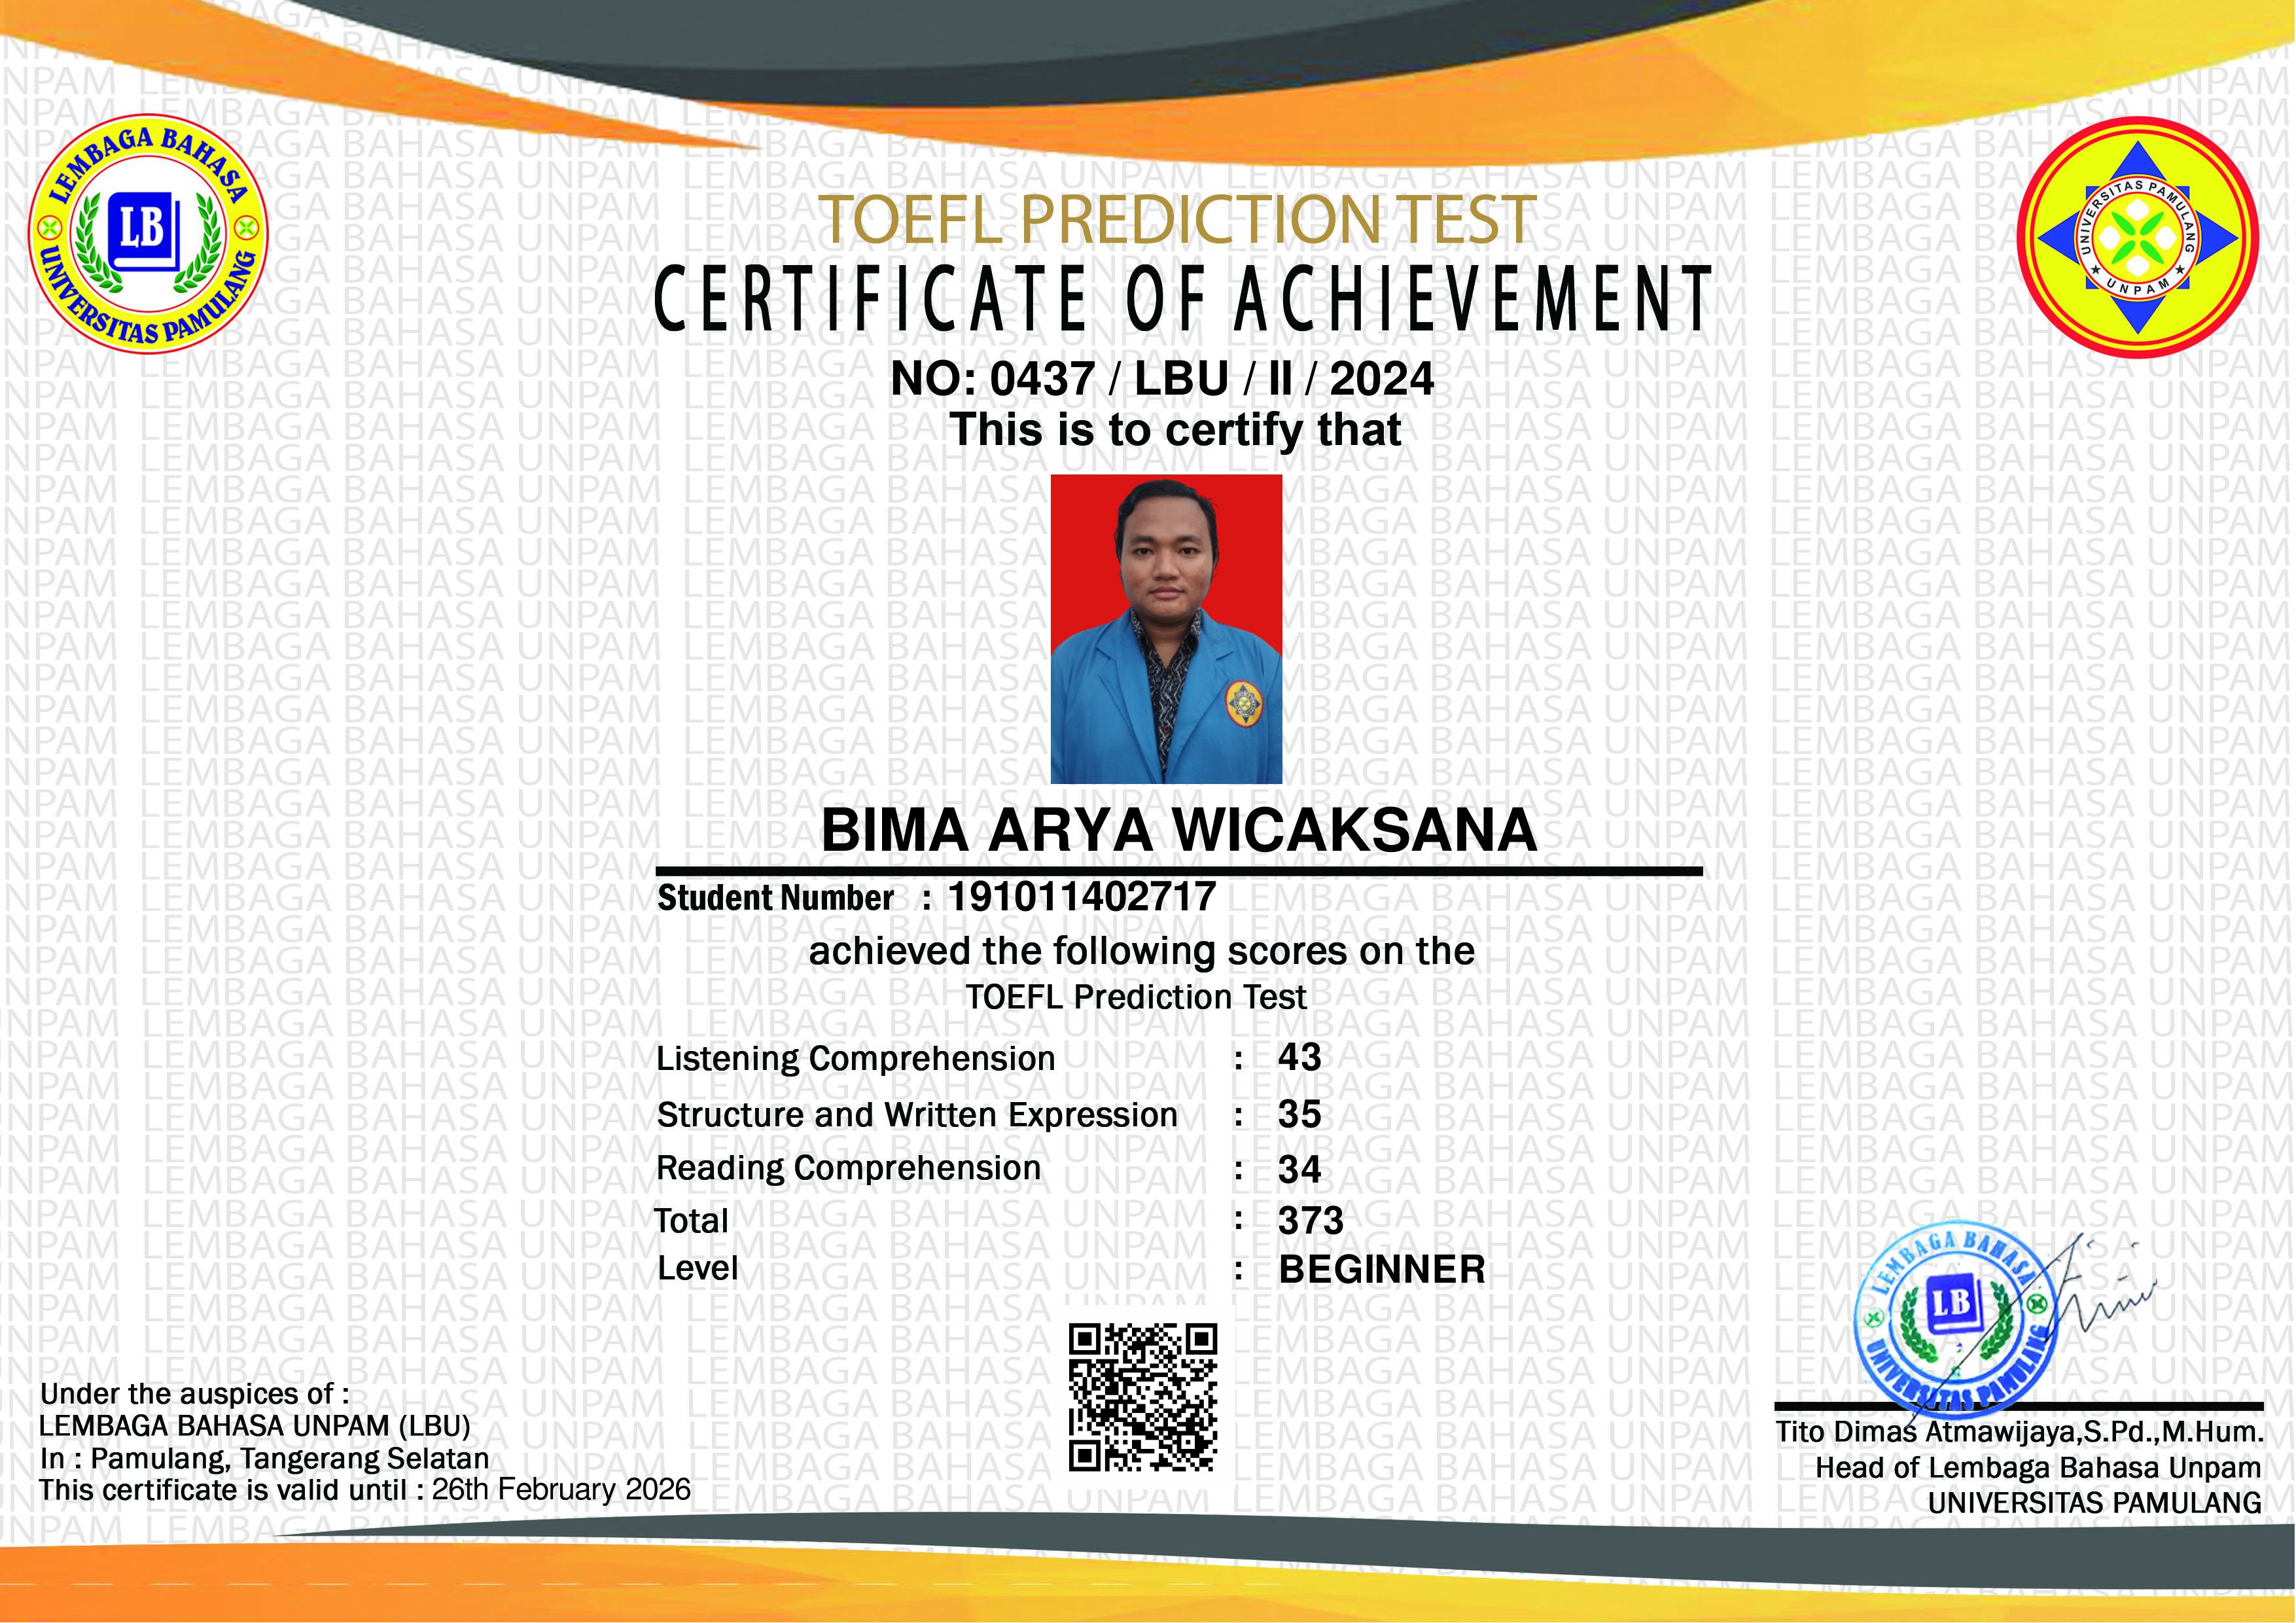 LEMBAGA BAHASA
LB
UNIVERSITAS PAMULANG
UNIVERSITAS PAMULANG
UNPAM
TOEFL PREDICTION TEST
CERTIFICATE OF ACHIEVEMENT
NO: 0437 / LBU / II / 2024
This is to certify that
BIMA ARYA WICAKSANA
Student Number : 191011402717
achieved the following scores on the
TOEFL Prediction Test
Listening Comprehension : 43
Structure and Written Expression : 35
Reading Comprehension : 34
Total : 373
Level : BEGINNER
Under the auspices of :
LEMBAGA BAHASA UNPAM (LBU)
In : Pamulang, Tangerang Selatan
This certificate is valid until : 26th February 2026
LEMBAGA BAHASA
LB
UNIVERSITAS PAMULANG
Tito Dimas Atmawijaya,S.Pd.,M.Hum.
Head of Lembaga Bahasa Unpam
UNIVERSITAS PAMULANG